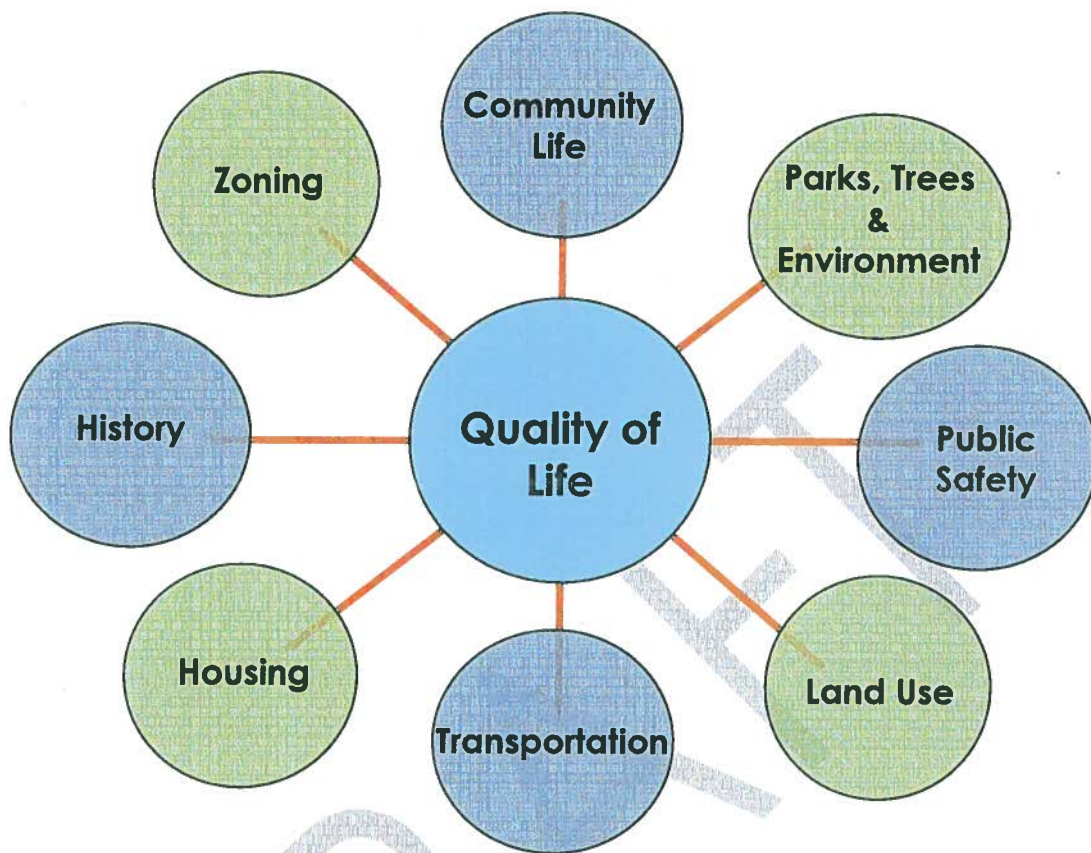 Community
Life
Zoning
Parks, Trees
&
Environment
History
Quality of
Life
Public
Safety
Housing
Transportation
Land Use